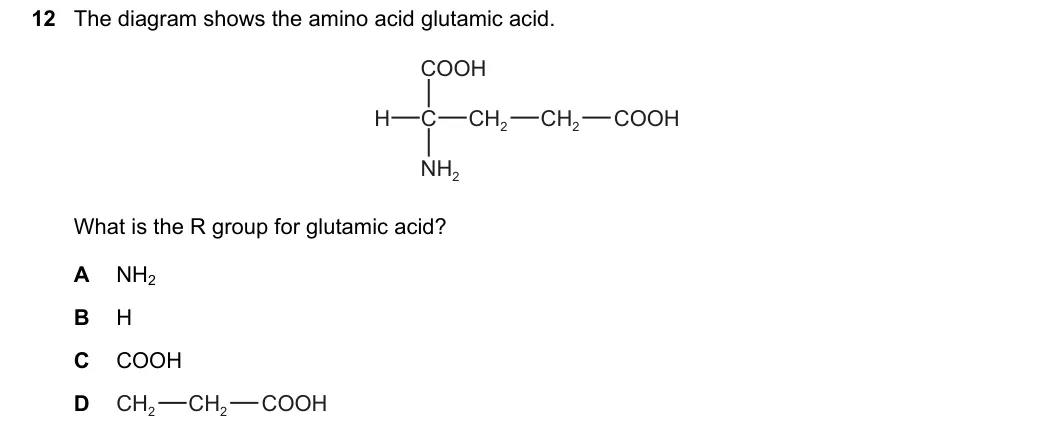 12 The diagram shows the amino acid glutamic acid.
COOH
H—C—CH₂—CH₂—COOH
NH₂
What is the R group for glutamic acid?
A NH₂
B H
C COOH
D CH₂—CH₂—COOH